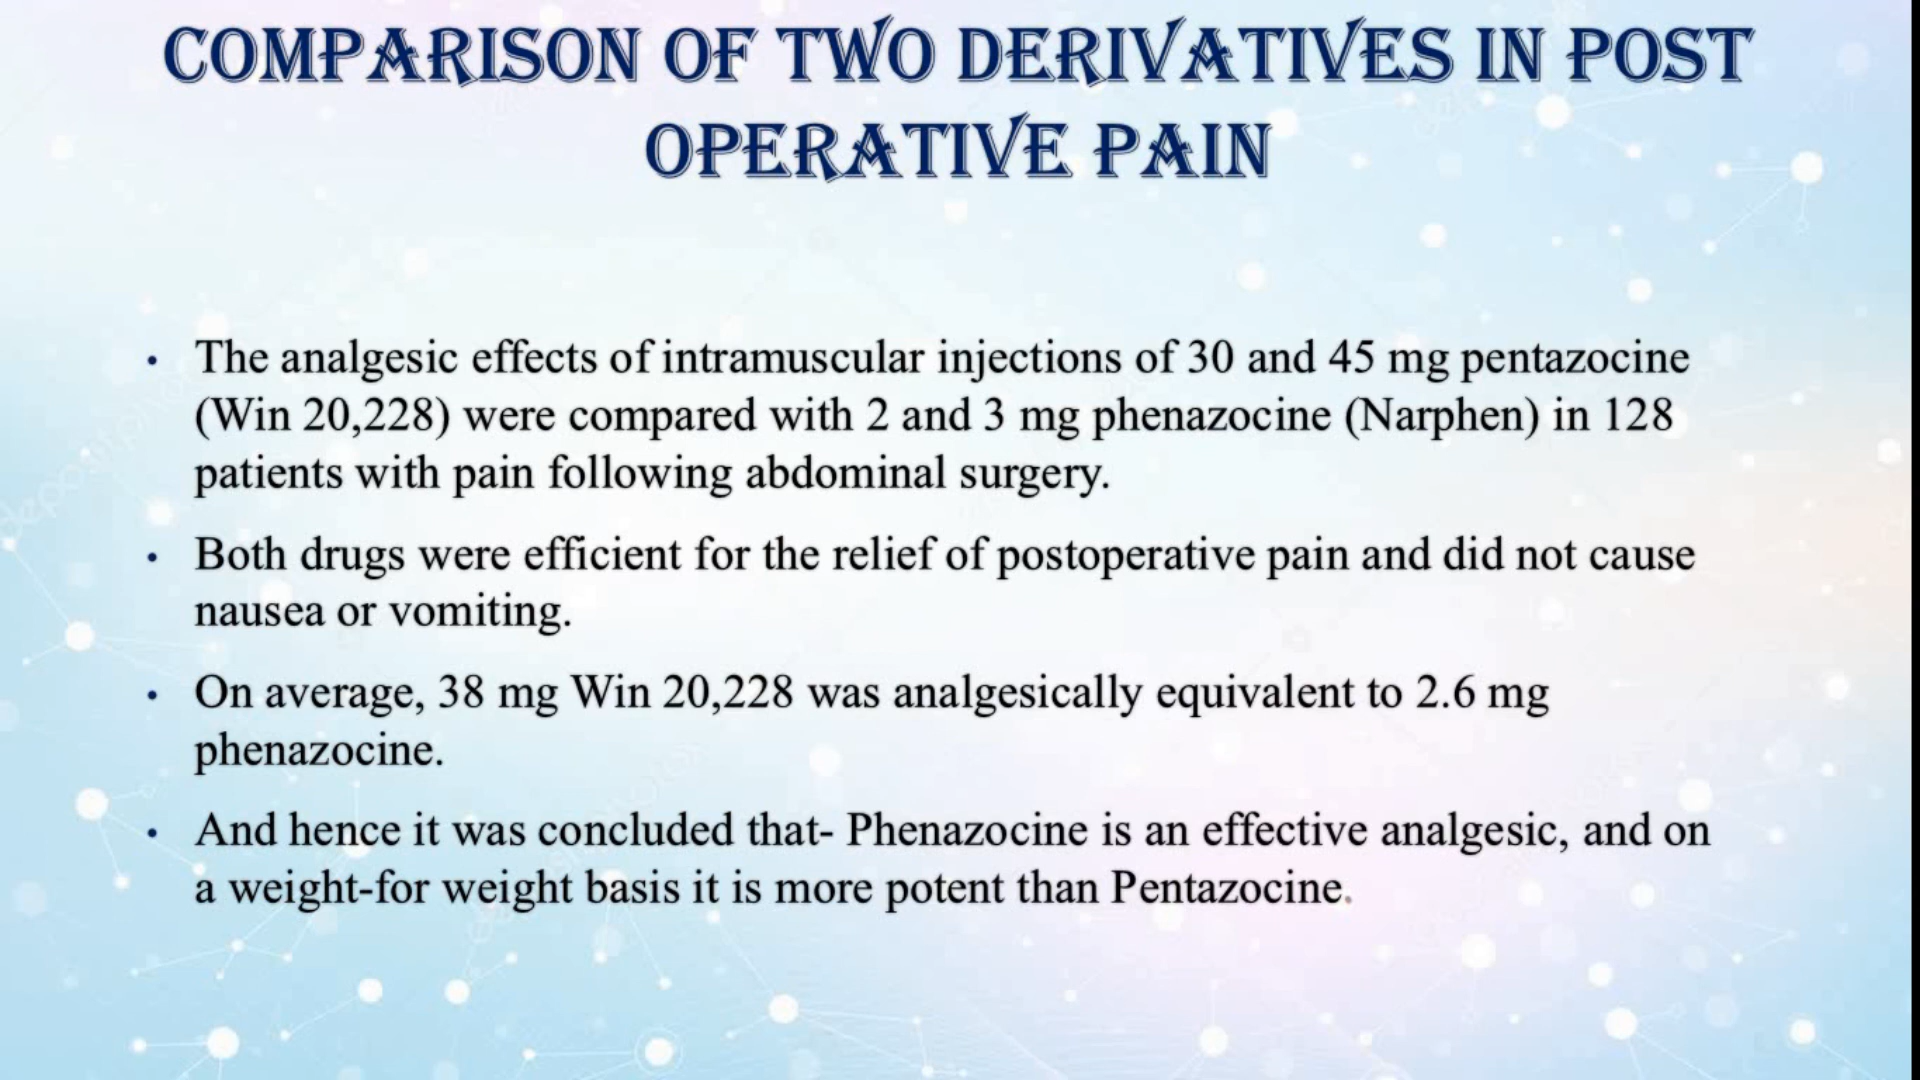 COMPARISON OF TWO DERIVATIVES IN POST
OPERATIVE PAIN
• The analgesic effects of intramuscular injections of 30 and 45 mg pentazocine
(Win 20,228) were compared with 2 and 3 mg phenazocine (Narphen) in 128
patients with pain following abdominal surgery.
• Both drugs were efficient for the relief of postoperative pain and did not cause
nausea or vomiting.
• On average, 38 mg Win 20,228 was analgesically equivalent to 2.6 mg
phenazocine.
• And hence it was concluded that- Phenazocine is an effective analgesic, and on
a weight-for weight basis it is more potent than Pentazocine.